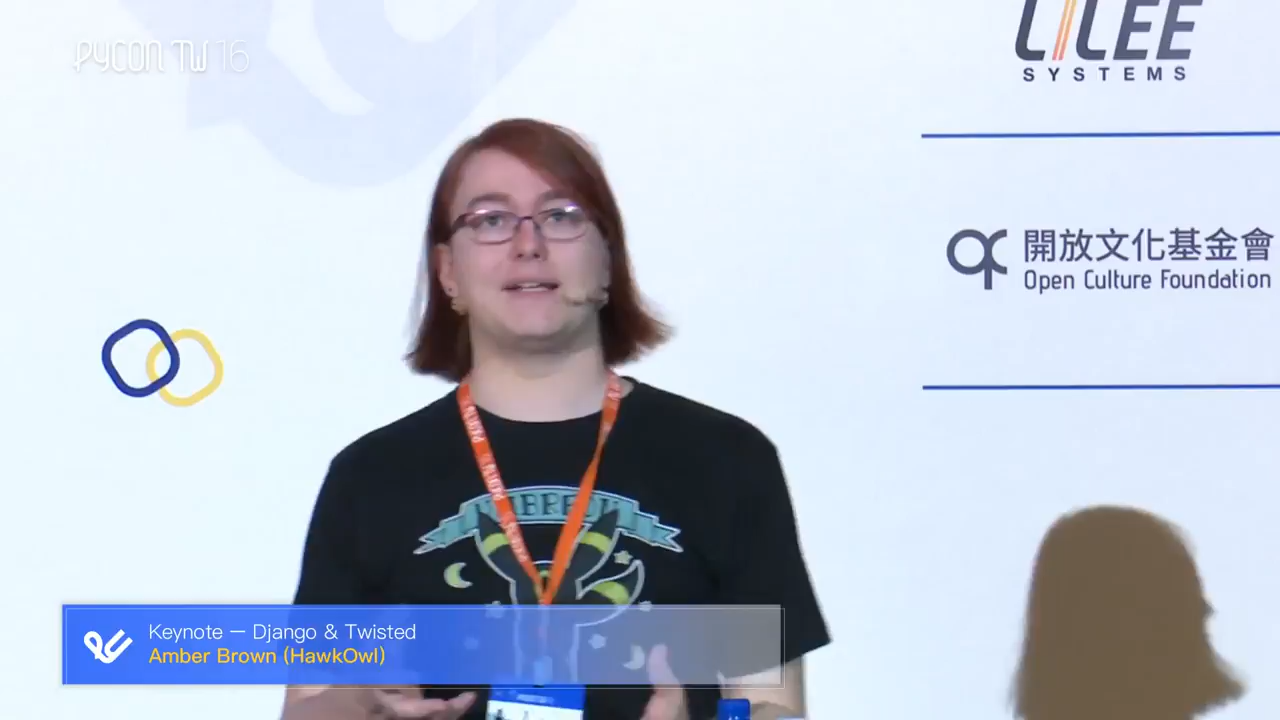 PYCON TW 16
LILEE
SYSTEMS
開放文化基金會
Open Culture Foundation
Keynote — Django & Twisted
Amber Brown (HawkOwl)